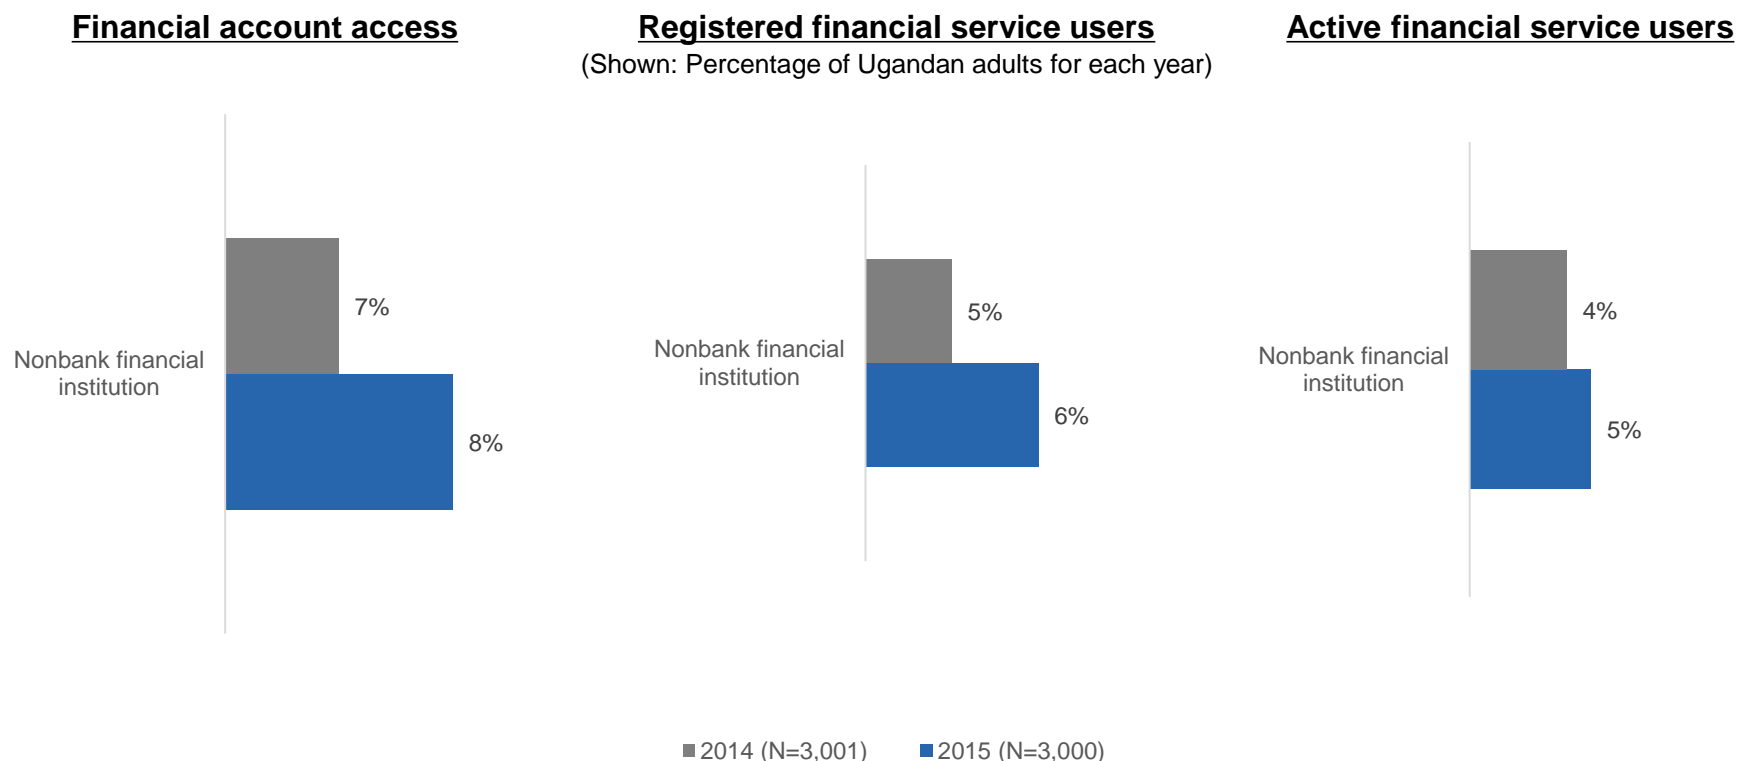 Financial account access
Registered financial service users
(Shown: Percentage of Ugandan adults for each year)
Active financial service users
Nonbank financial
institution
7%
8%
Nonbank financial
institution
5%
6%
Nonbank financial
institution
4%
5%
2014 (N=3,001)
2015 (N=3,000)